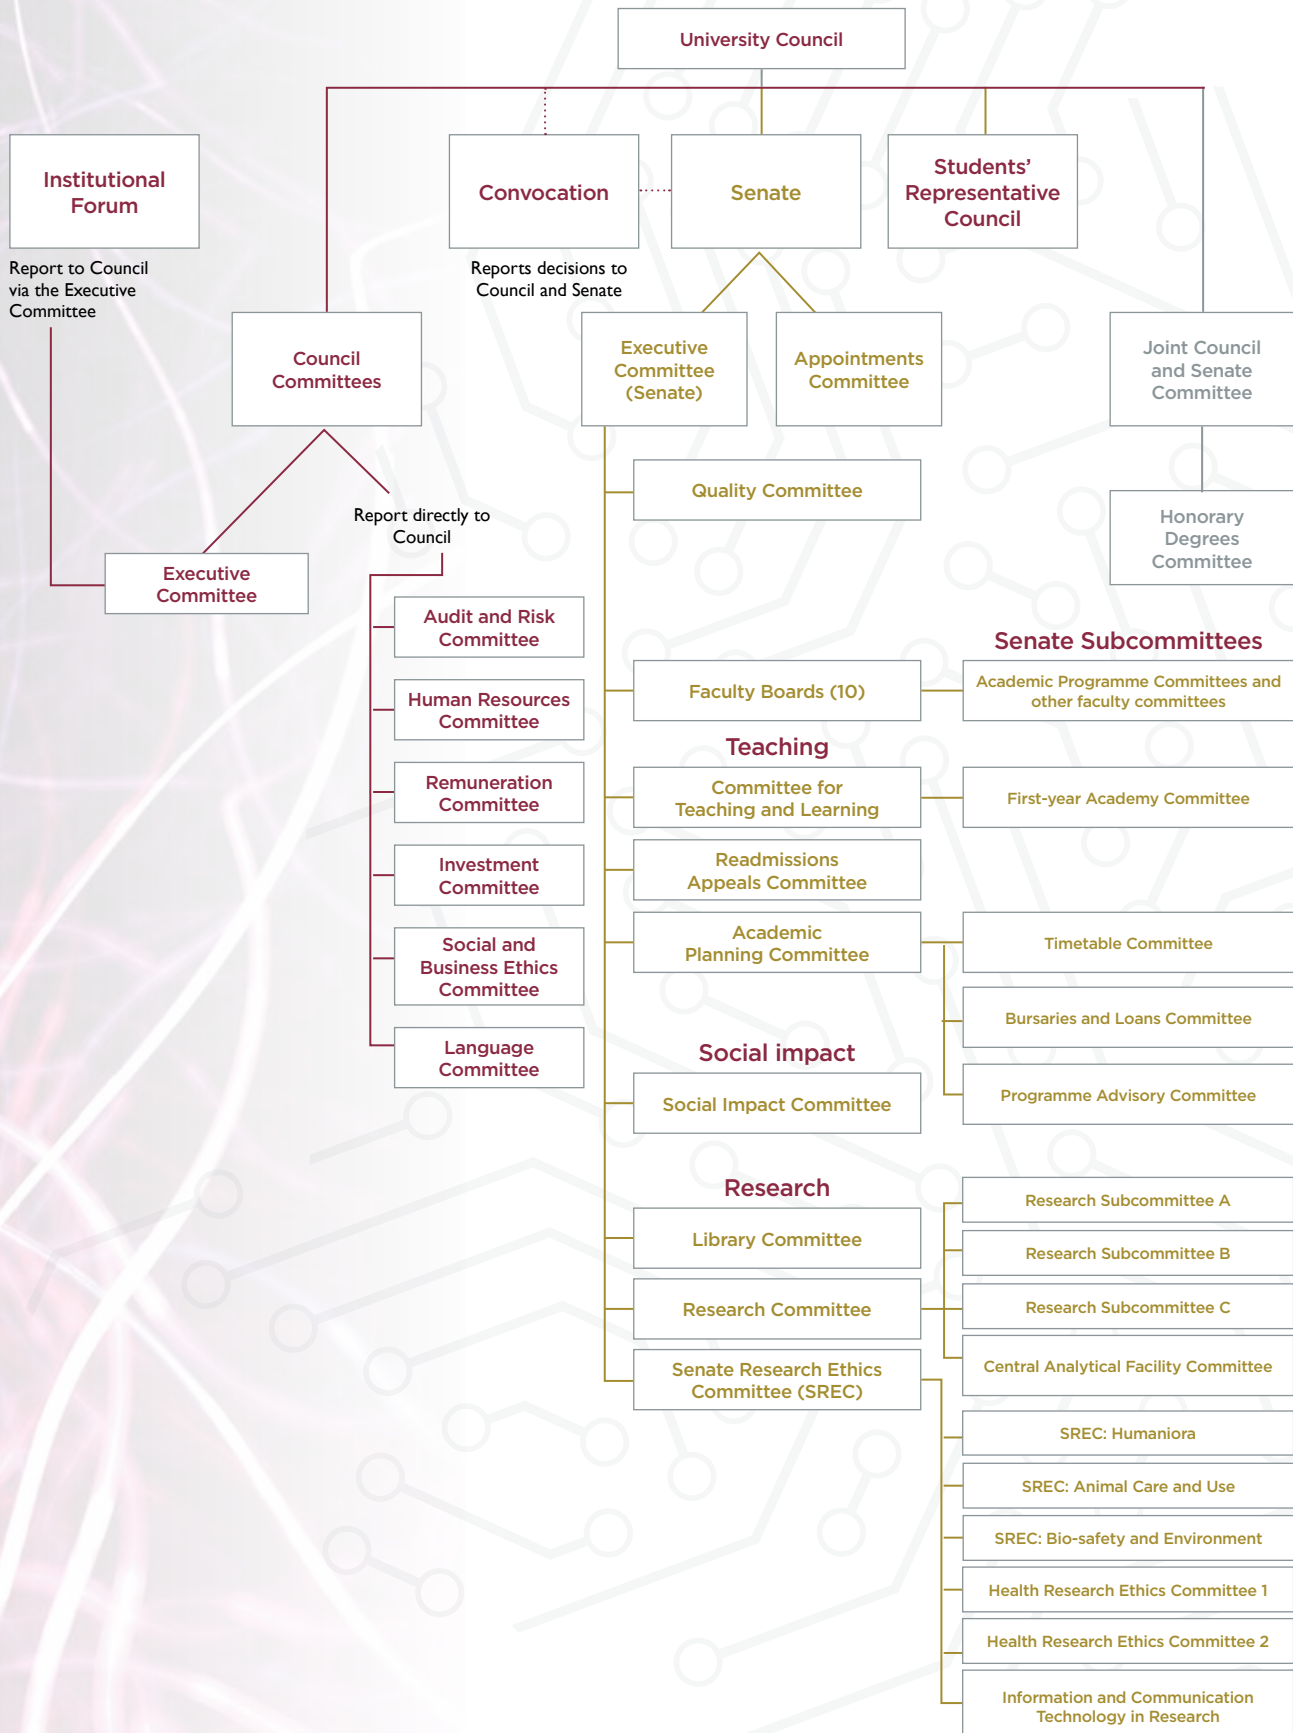 University Council
Institutional
Forum
Convocation
Senate
Students'
Representative
Council
Report to Council
via the Executive
Committee
Reports decisions to
Council and Senate
Council
Committees
Executive
Committee
(Senate)
Appointments
Committee
Joint Council
and Senate
Committee
Quality Committee
Report directly to
Council
Honorary
Degrees
Committee
Executive
Committee
Audit and Risk
Committee
Human Resources
Committee
Remuneration
Committee
Investment
Committee
Social and
Business Ethics
Committee
Language
Committee
Senate Subcommittees
Faculty Boards (10)
Academic Programme Committees and
other faculty committees
Teaching
Committee for
Teaching and Learning
First-year Academy Committee
Readmissions
Appeals Committee
Academic
Planning Committee
Timetable Committee
Bursaries and Loans Committee
Programme Advisory Committee
Social impact
Social Impact Committee
Research
Library Committee
Research Committee
Research Subcommittee A
Research Subcommittee B
Research Subcommittee C
Central Analytical Facility Committee
Senate Research Ethics
Committee (SREC)
SREC: Humaniora
SREC: Animal Care and Use
SREC: Bio-safety and Environment
Health Research Ethics Committee 1
Health Research Ethics Committee 2
Information and Communication
Technology in Research